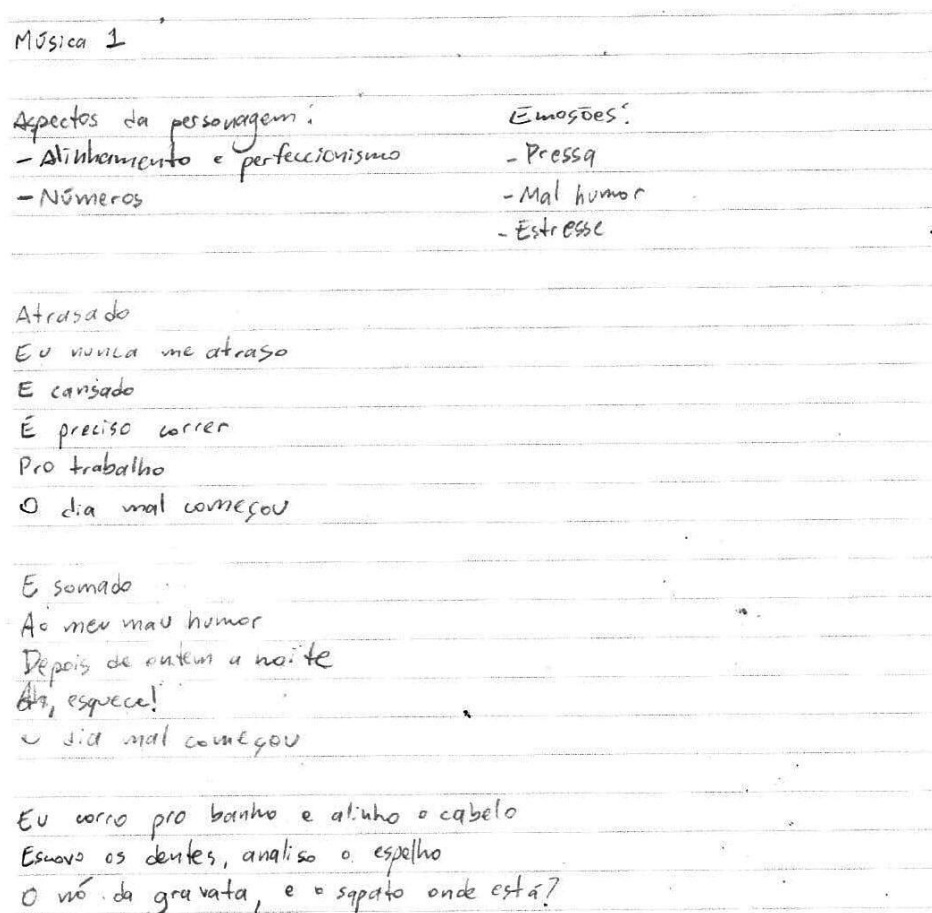 Música 1
Aspectos da personagem:
- Alinhamento e perfeccionismo
- Números
Emoções:
- Pressa
- Mal humor
- Estresse
Atrasado
Eu nunca me atraso
E cansado
É preciso correr
Pro trabalho
O dia mal começou
E somado
Ao meu mau humor
Depois de ontem a noite
Ah, esquece!
O dia mal começou
Eu corro pro banho e alinho o cabelo
Escovo os dentes, analiso o espelho
O nó da gravata, e o sapato onde está?